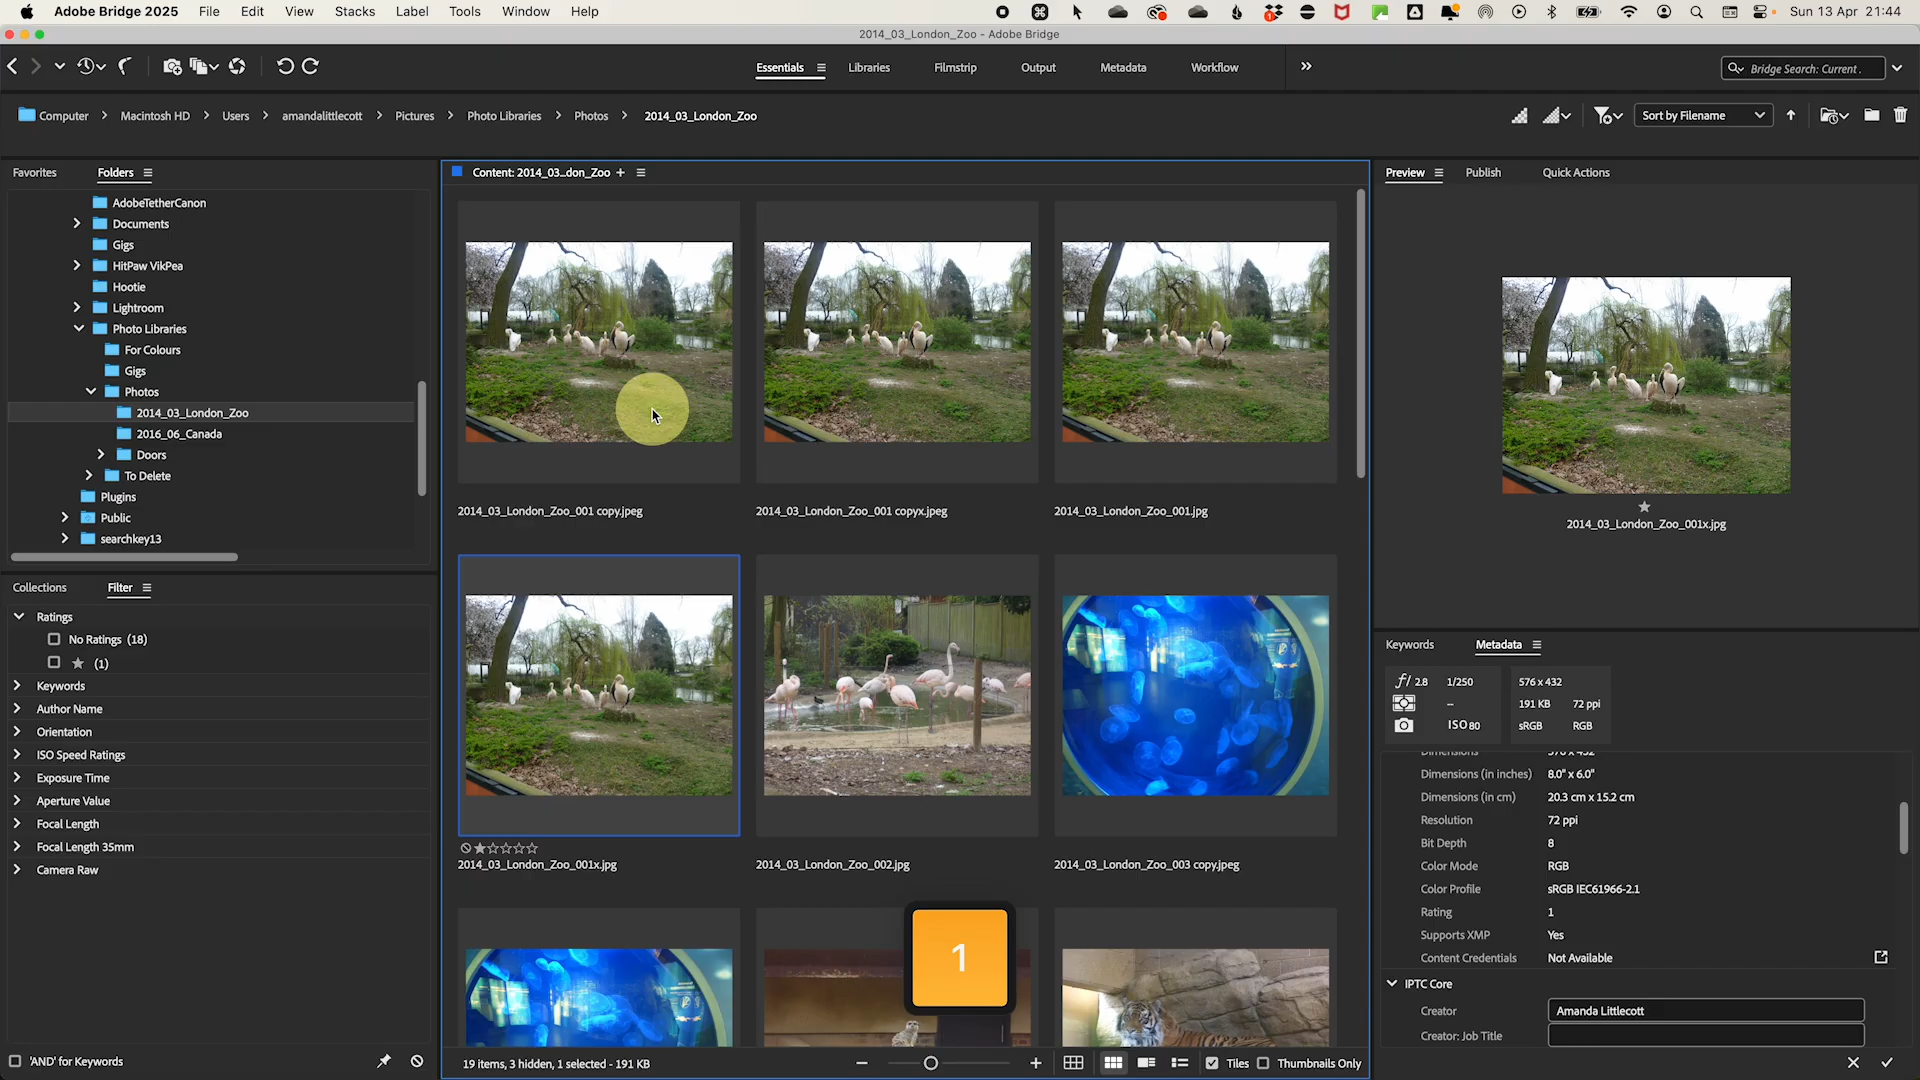 Adobe Bridge 2025 File Edit View Stacks Label Tools Window Help Sun 13 Apr 21:44
2014_03_London_Zoo - Adobe Bridge
Essentials Libraries Filmstrip Output Metadata Workflow
Bridge Search: Current .
Computer Macintosh HD Users amandalittlecott Pictures Photo Libraries Photos 2014_03_London_Zoo
Sort by Filename
Favorites Folders
AdobeTetherCanon
Documents
Gigs
HitPaw VikPea
Hootie
Lightroom
Photo Libraries
For Colours
Gigs
Photos
2014_03_London_Zoo
2016_06_Canada
Doors
To Delete
Plugins
Public
searchkey13
Collections Filter
Ratings
No Ratings (18)
(1)
Keywords
Author Name
Orientation
ISO Speed Ratings
Exposure Time
Aperture Value
Focal Length
Focal Length 35mm
Camera Raw
'AND' for Keywords
Content: 2014_03...don_Zoo
2014_03_London_Zoo_001 copy.jpeg
2014_03_London_Zoo_001 copyx.jpeg
2014_03_London_Zoo_001.jpg
2014_03_London_Zoo_001x.jpg
2014_03_London_Zoo_002.jpg
2014_03_London_Zoo_003 copy.jpeg
1
19 items, 3 hidden, 1 selected - 191 KB
Tiles Thumbnails Only
Preview Publish Quick Actions
2014_03_London_Zoo_001x.jpg
Keywords Metadata
f/ 2.8 1/250 576 x 432
-- 191 KB 72 ppi
ISO 80 sRGB RGB
Dimensions 576 x 432
Dimensions (in inches) 8.0" x 6.0"
Dimensions (in cm) 20.3 cm x 15.2 cm
Resolution 72 ppi
Bit Depth 8
Color Mode RGB
Color Profile sRGB IEC61966-2.1
Rating 1
Supports XMP Yes
Content Credentials Not Available
IPTC Core
Creator Amanda Littlecott
Creator: Job Title